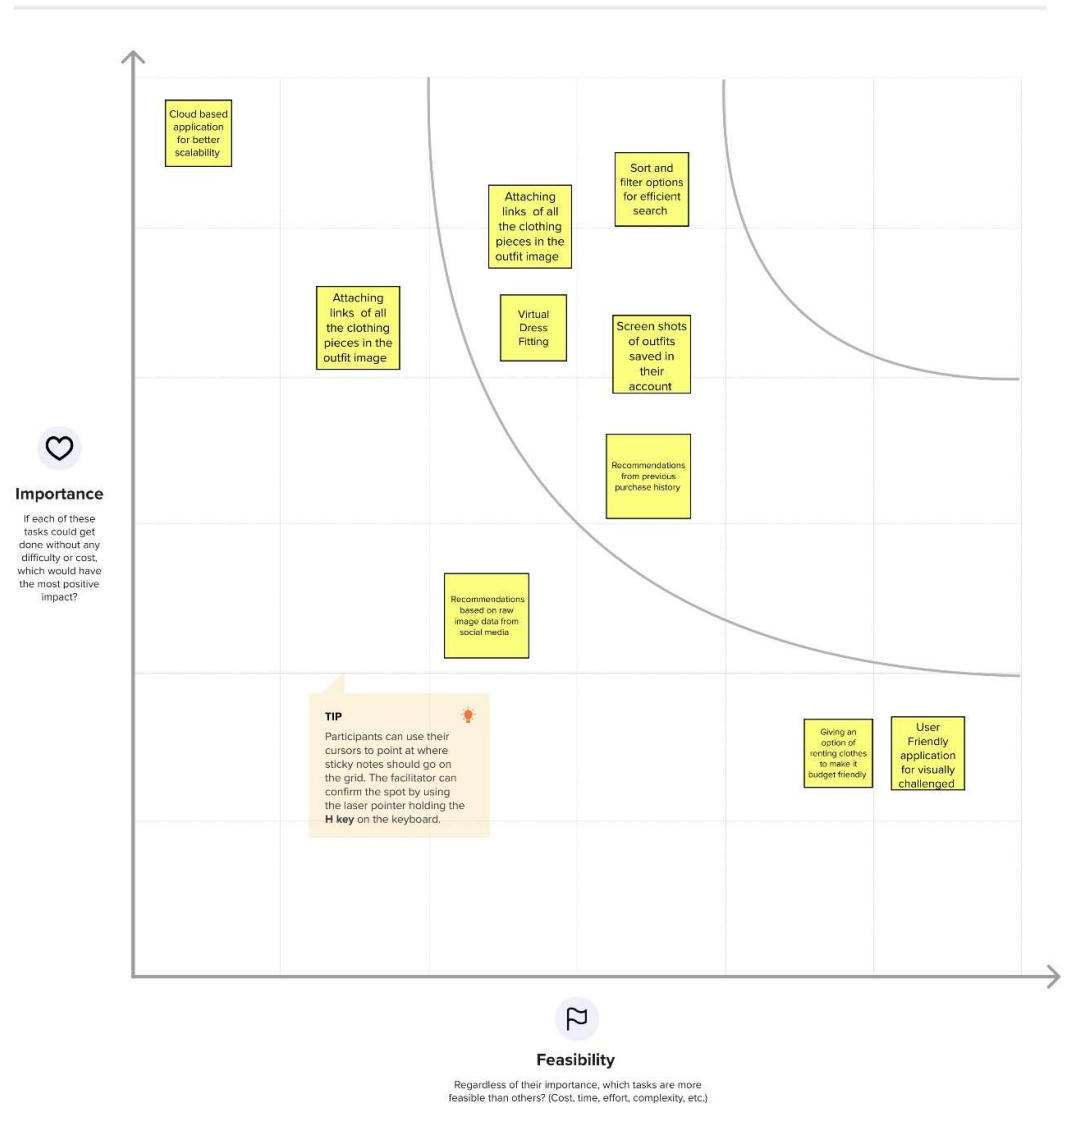 Cloud based
application
for better
scalability
Attaching
links of all
the clothing
pieces in the
outfit image
Sort and
filter options
for efficient
search
Attaching
links of all
the clothing
pieces in the
outfit image
Virtual
Dress
Fitting
Screen shots
of outfits
saved in
their
account
Recommendations
from previous
purchase history
Importance
If each of these
tasks could get
done without any
difficulty or cost,
which would have
the most positive
impact?
Recommendations
based on raw
image data from
social media
TIP
Participants can use their
cursors to point at where
sticky notes should go on
the grid. The facilitator can
confirm the spot by using
the laser pointer holding the
H key on the keyboard.
Giving an
option of
renting clothes
to make it
budget friendly
User
Friendly
application
for visually
challenged
Feasibility
Regardless of their importance, which tasks are more
feasible than others? (Cost, time, effort, complexity, etc.)